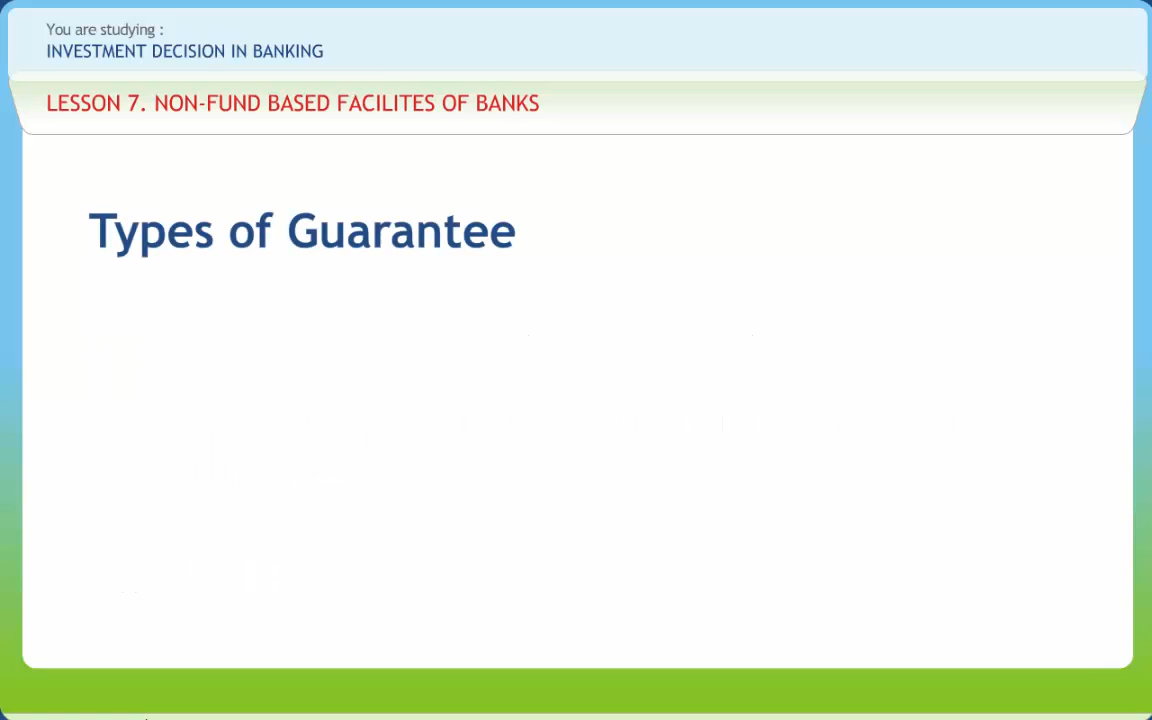 You are studying :
INVESTMENT DECISION IN BANKING
LESSON 7. NON-FUND BASED FACILITES OF BANKS
Types of Guarantee